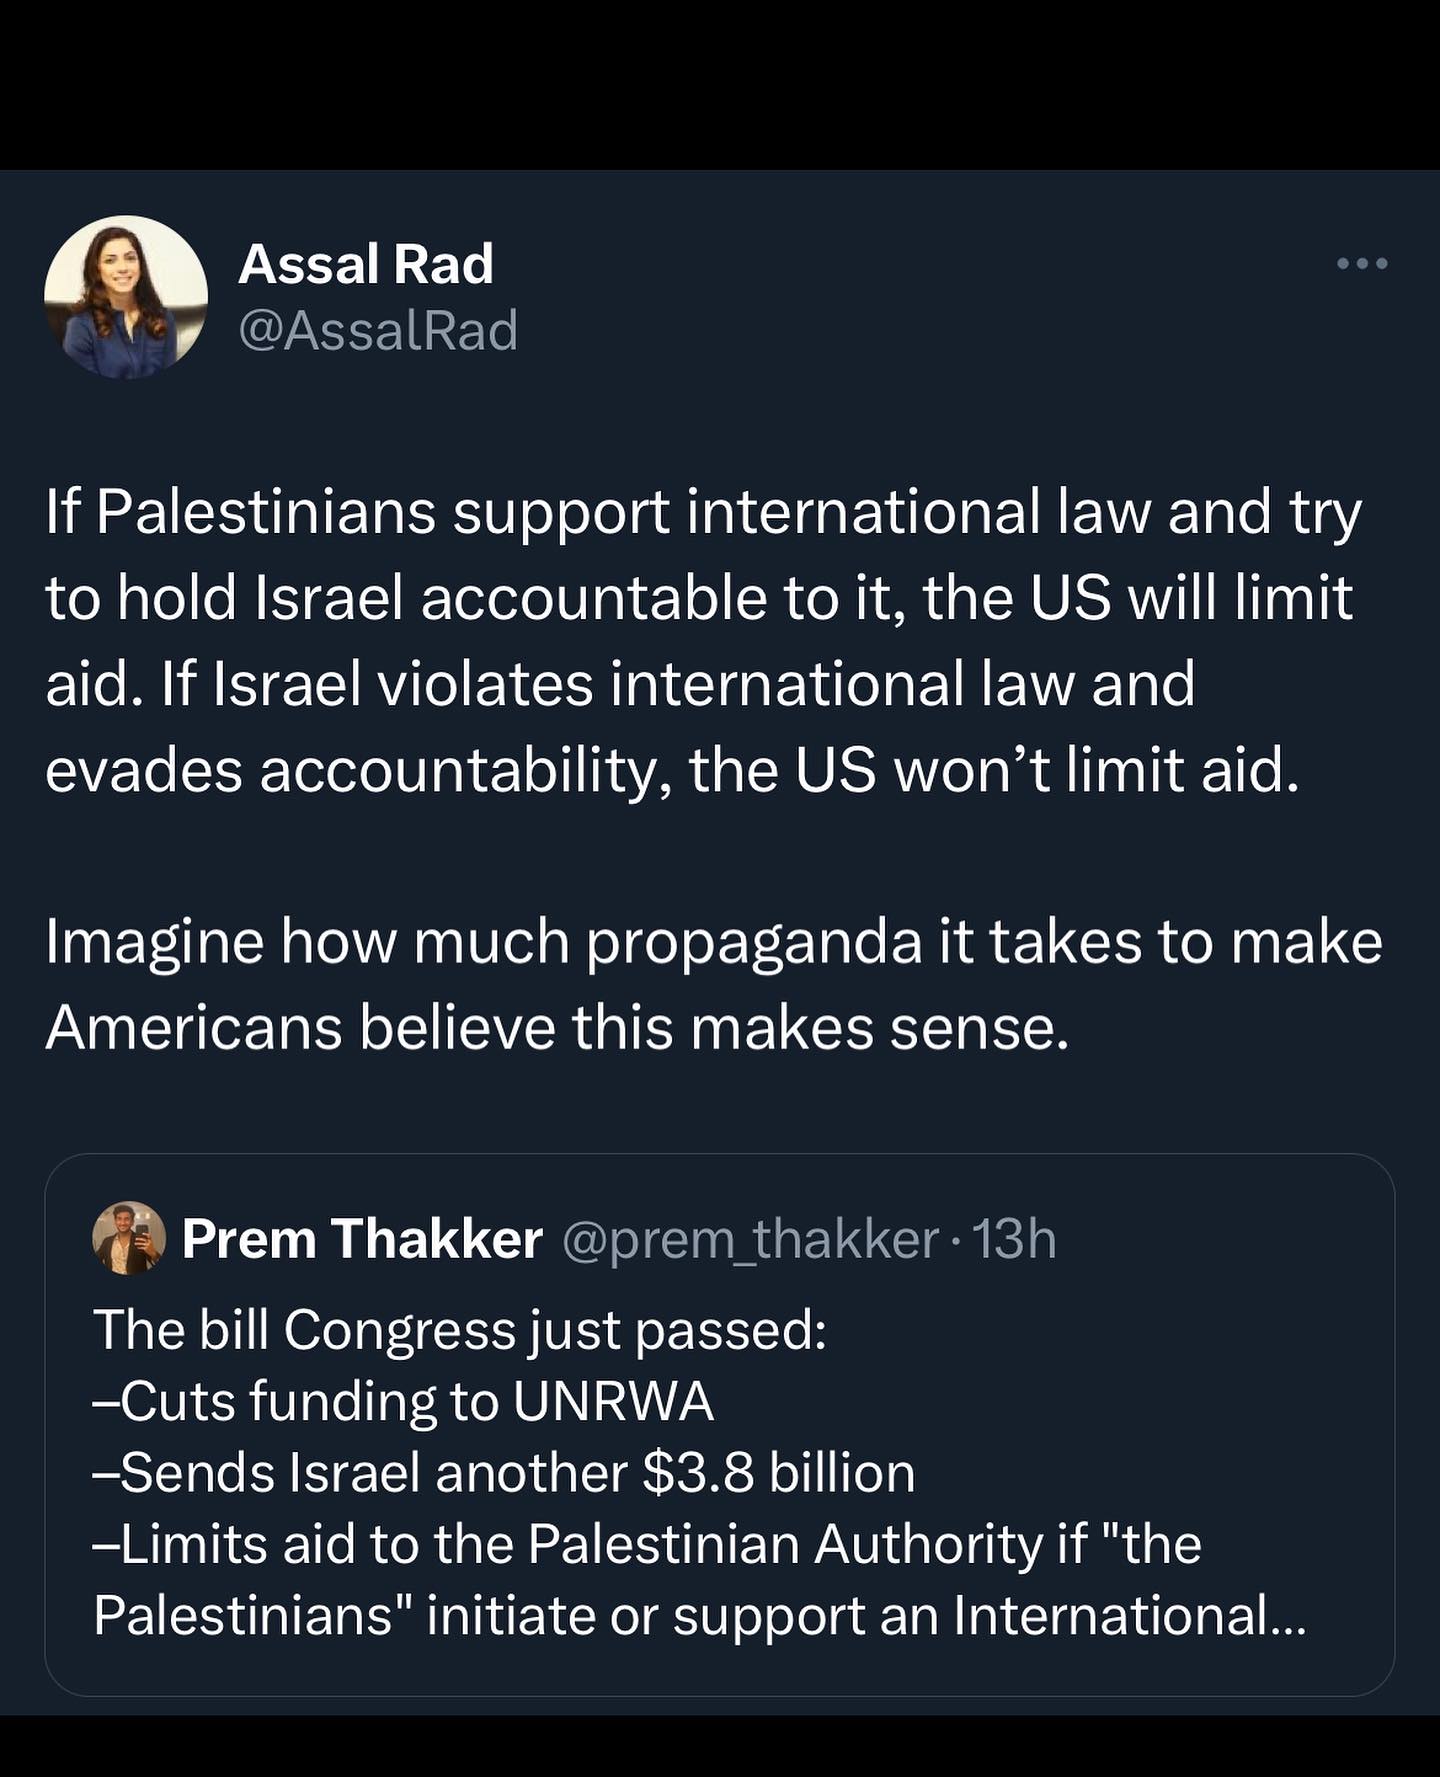 Assal Rad
@AssalRad
If Palestinians support international law and try
to hold Israel accountable to it, the US will limit
aid. If Israel violates international law and
evades accountability, the US won’t limit aid.
Imagine how much propaganda it takes to make
Americans believe this makes sense.
Prem Thakker @prem_thakker · 13h
The bill Congress just passed:
–Cuts funding to UNRWA
–Sends Israel another $3.8 billion
–Limits aid to the Palestinian Authority if "the
Palestinians" initiate or support an International...